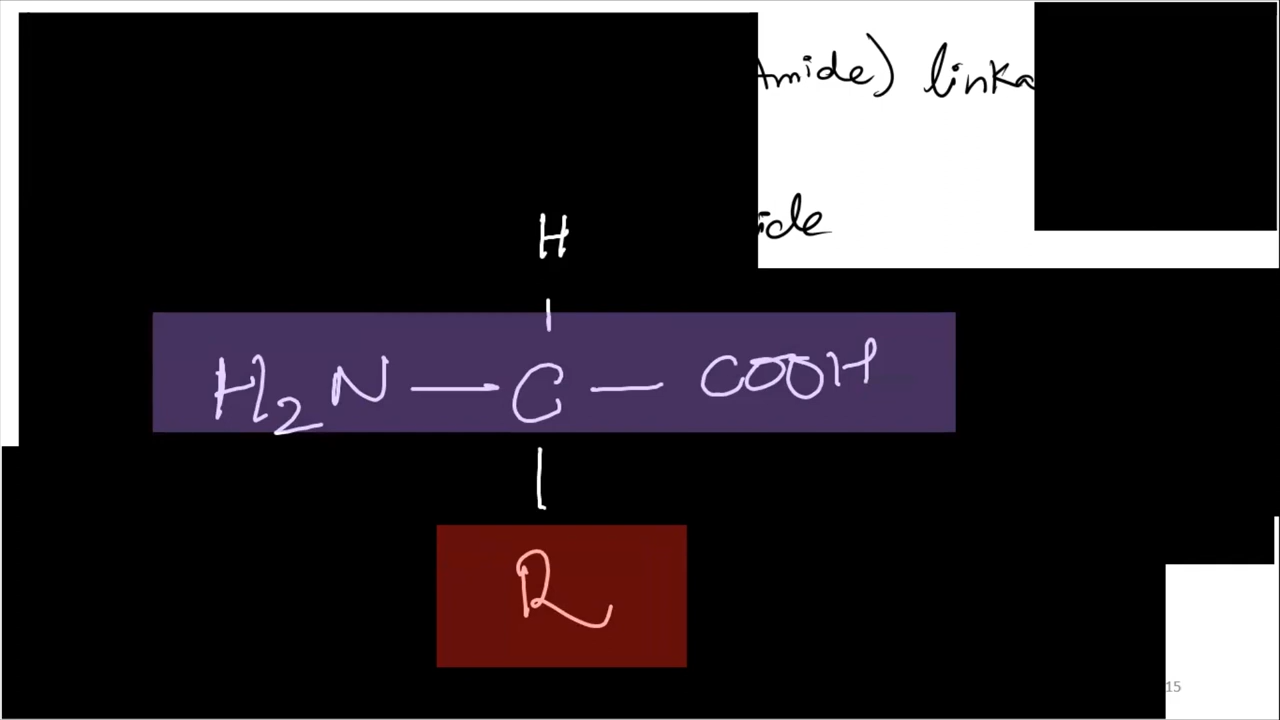 Amide) linka
ide
H
H₂N — C — COOH
R
15